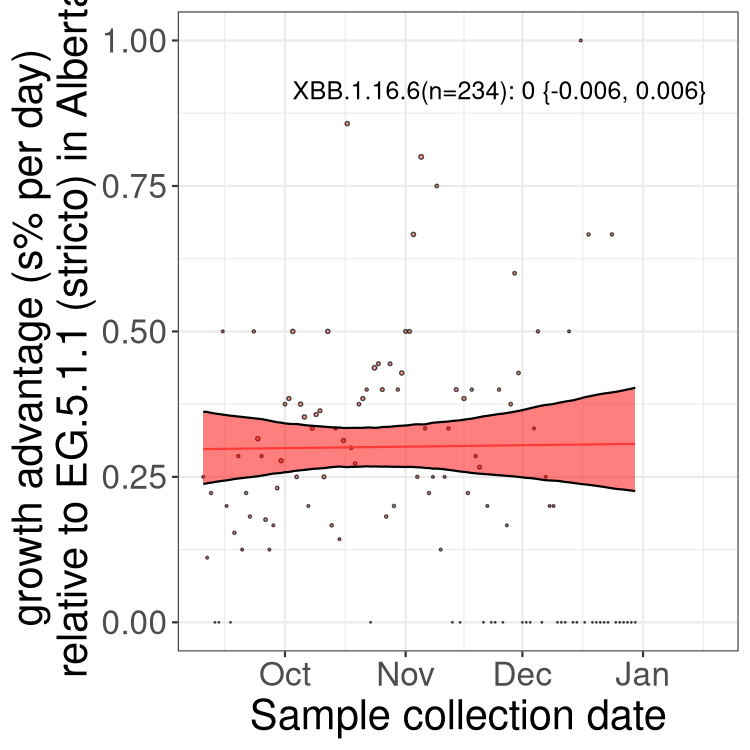 growth advantage (s% per day)
relative to EG.5.1.1 (stricto) in Alberta
1.00
0.75
0.50
0.25
0.00
XBB.1.16.6(n=234): 0 {-0.006, 0.006}
Oct Nov Dec Jan
Sample collection date